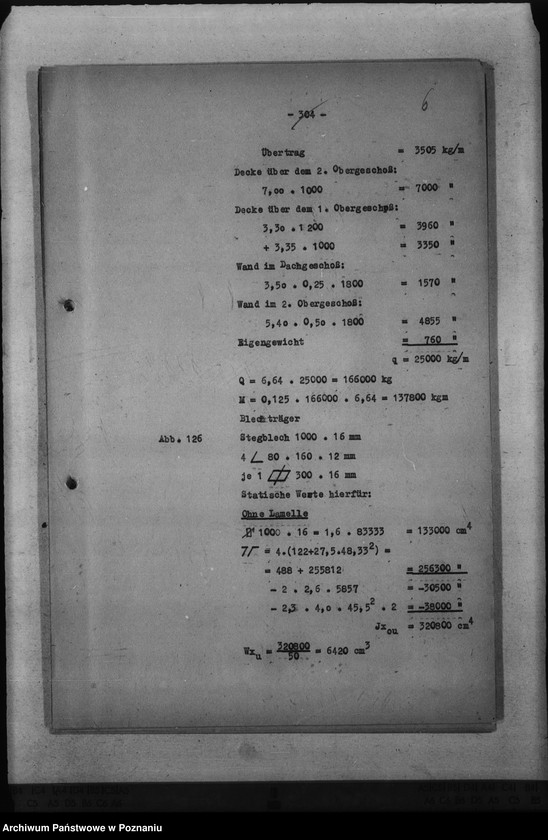 6
- 304 -
Übertrag = 3505 kg/m
Decke über dem 2. Obergeschoß:
7,00 . 1000 = 7000 "
Decke über dem 1. Obergeschoß:
3,30 . 1200 = 3960 "
+ 3,35 . 1000 = 3350 "
Wand im Dachgeschoß:
3,50 . 0,25 . 1800 = 1570 "
Wand im 2. Obergeschoß:
5,40 . 0,50 . 1800 = 4855 "
Eigengewicht = 760 "
q = 25000 kg/m
Q = 6,64 . 25000 = 166000 kg
M = 0,125 . 166000 . 6,64 = 137800 kgm
Blechträger
Abb. 126 Stegblech 1000 . 16 mm
4 ∟ 80 . 160 . 12 mm
je 1 300 . 16 mm
Statische Werte hierfür:
Ohne Lamelle
1000 . 16 = 1,6 . 83333 = 133000 cm⁴
= 4.(122+27,5.48,33²) =
= 488 + 255812 = 256300 "
- 2 . 2,6 . 5857 = -30500 "
- 2,3 . 4,0 . 45,5² . 2 = -38000 "
Jx ou = 320800 cm⁴
Wx u = 320800 / 50 = 6420 cm³
Archiwum Państwowe w Poznaniu